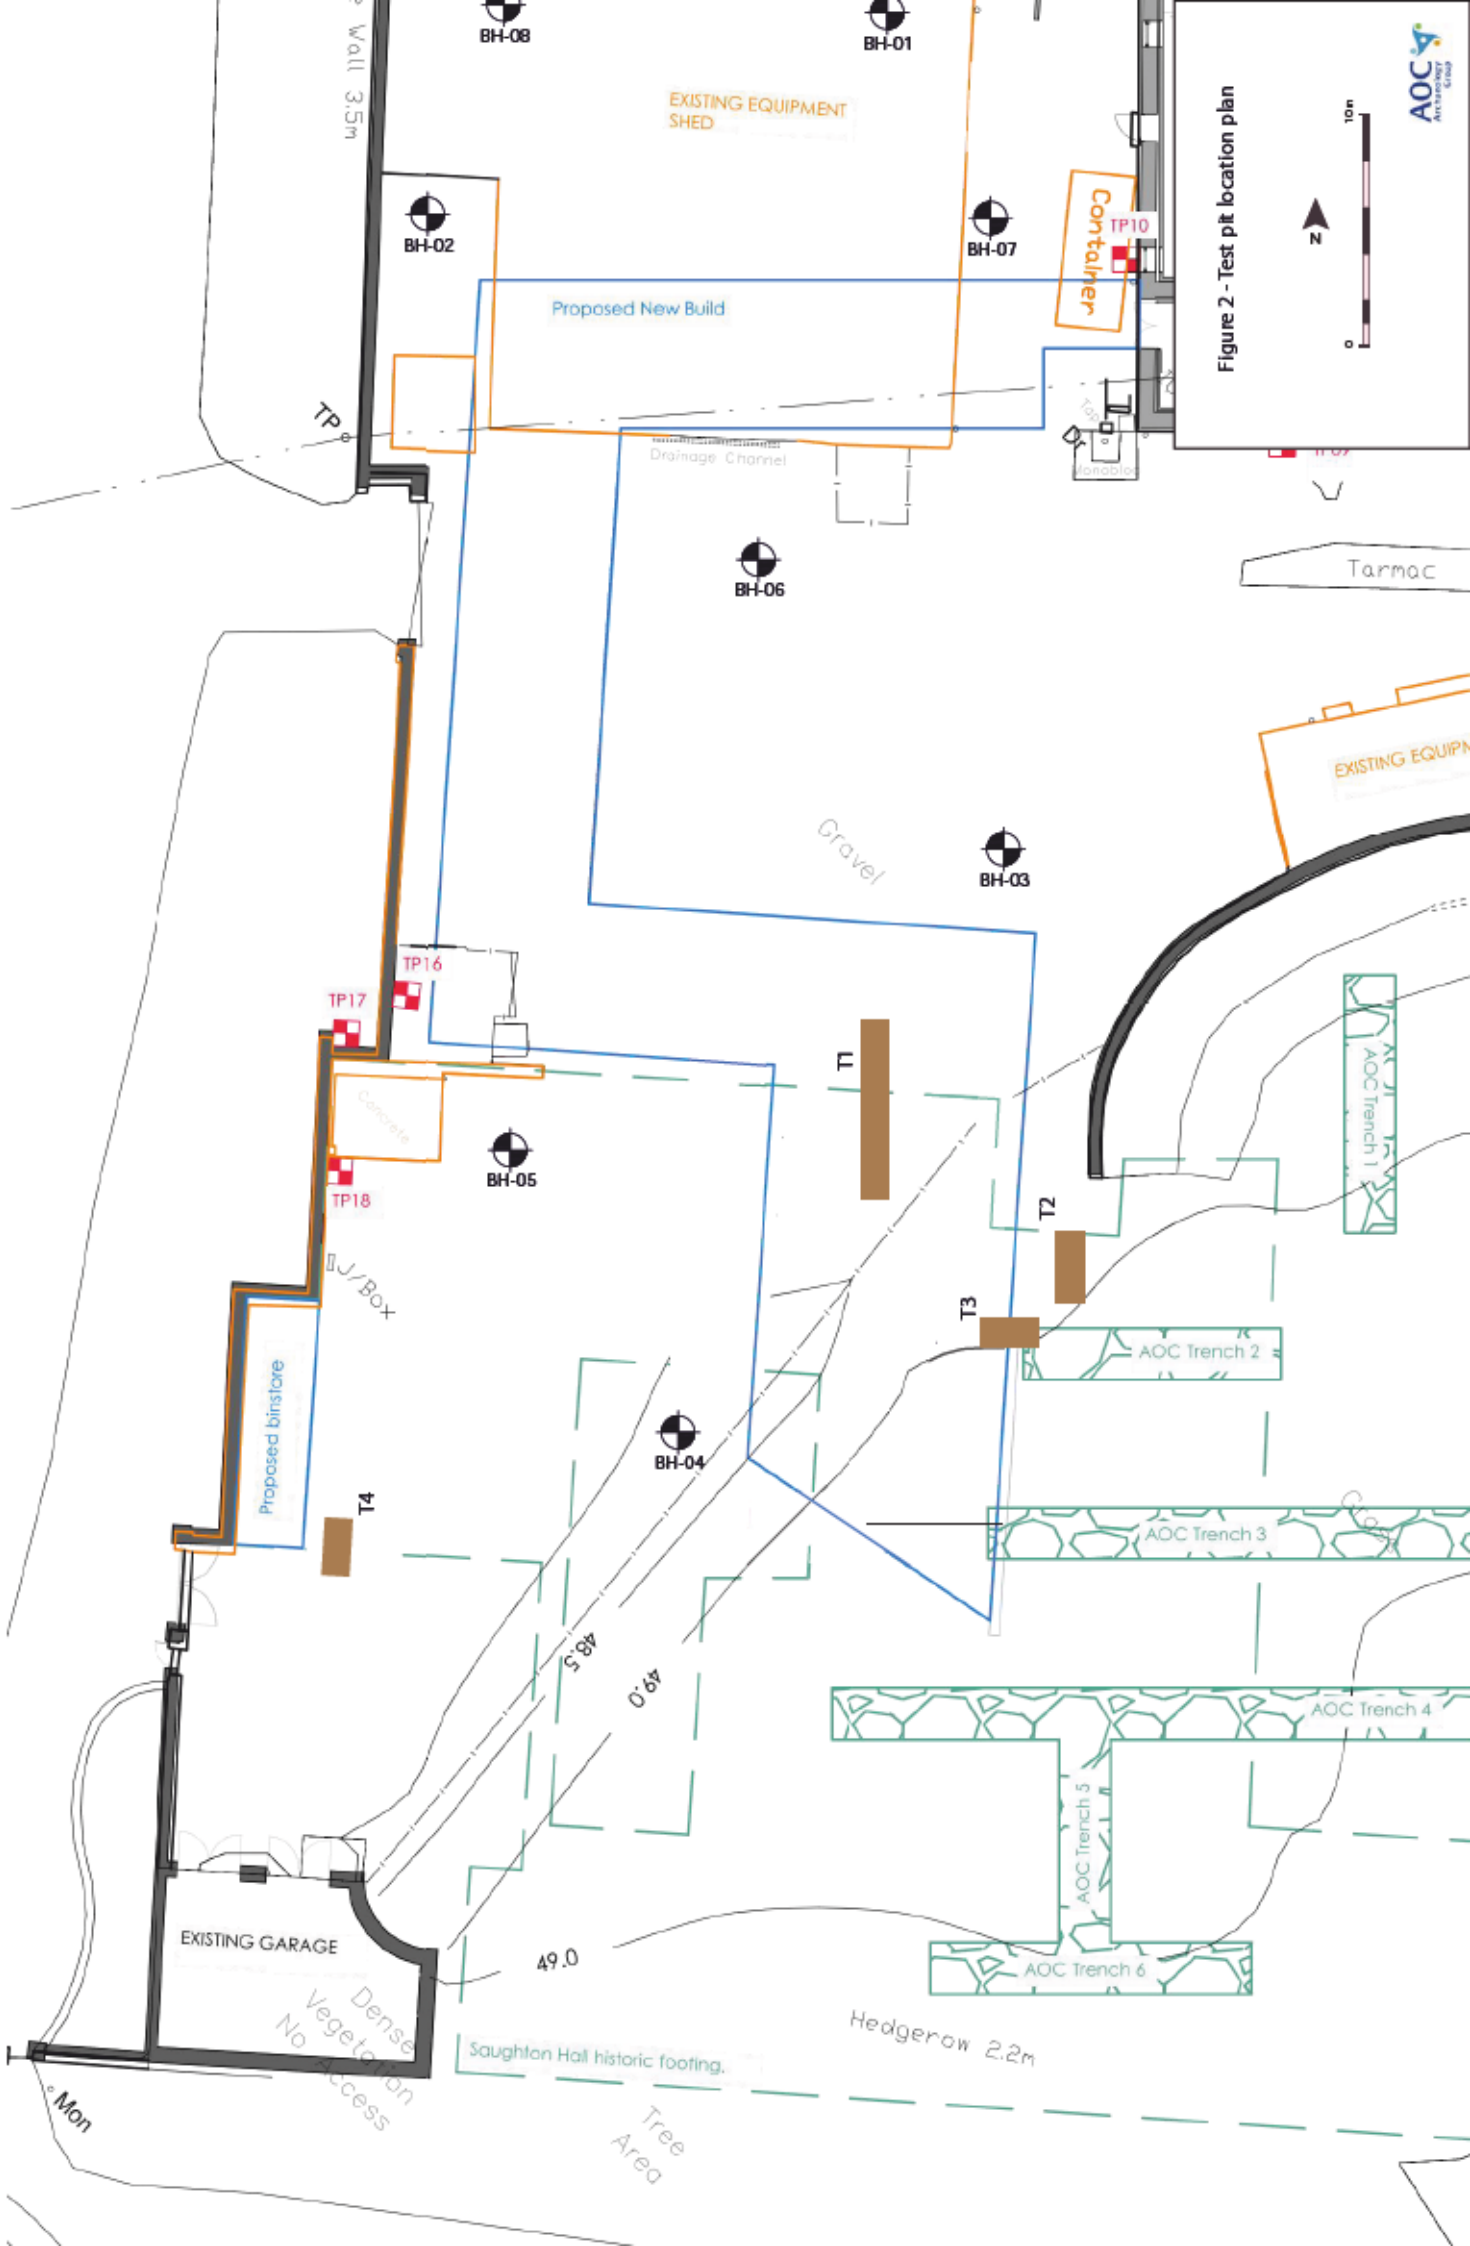 Wall 3.5m
BH-08
BH-01
EXISTING EQUIPMENT
SHED
AOC
Archaeology
Group
10m
0
N
Figure 2 - Test pit location plan
BH-02
BH-07
Container
TP10
Proposed New Build
TP
Drainage Channel
Monobloc
BH-06
Tarmac
EXISTING EQUIPM
Gravel
BH-03
TP16
TP17
T1
AOC Trench 1
Concrete
BH-05
TP18
T2
IJ/Box
T3
AOC Trench 2
Proposed binstore
BH-04
T4
AOC Trench 3
Grass
48.5
49.0
AOC Trench 4
AOC Trench 5
EXISTING GARAGE
49.0
AOC Trench 6
Dense
Vegetation
No Access
Hedgerow 2.2m
Saughton Hall historic footing.
Mon
Tree
Area